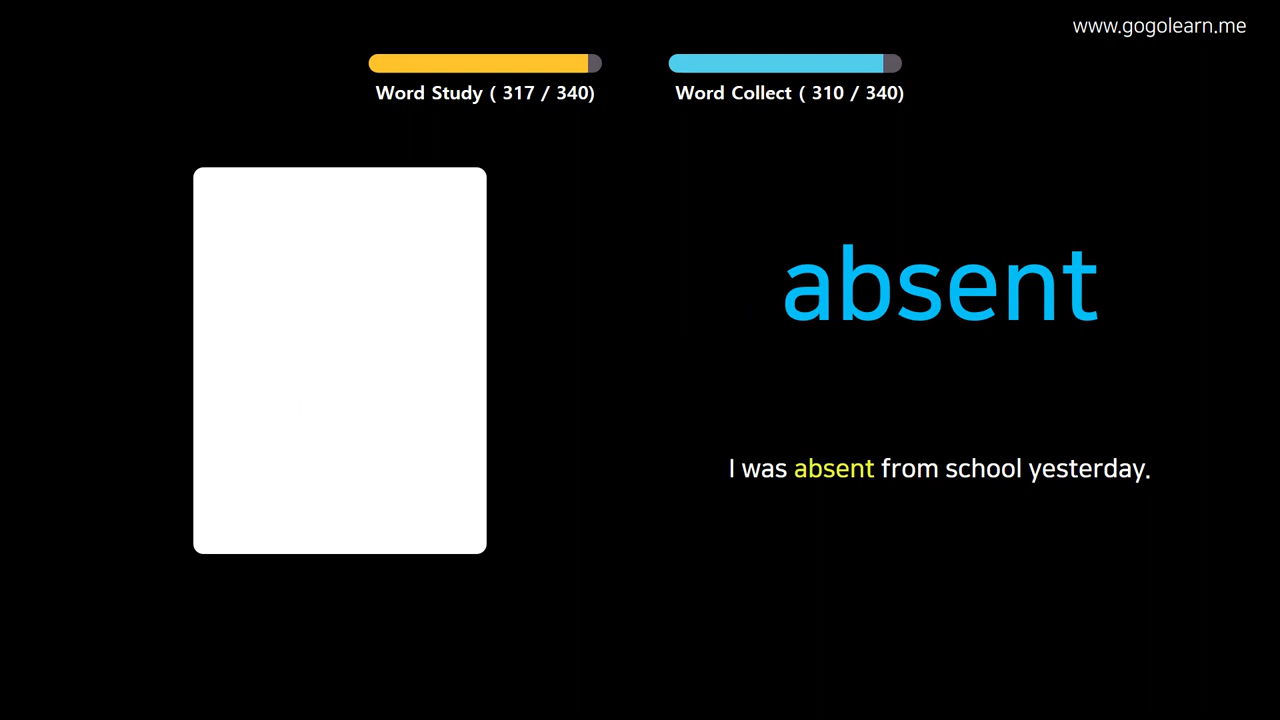 www.gogolearn.me
Word Study ( 317 / 340)
Word Collect ( 310 / 340)
absent
I was absent from school yesterday.